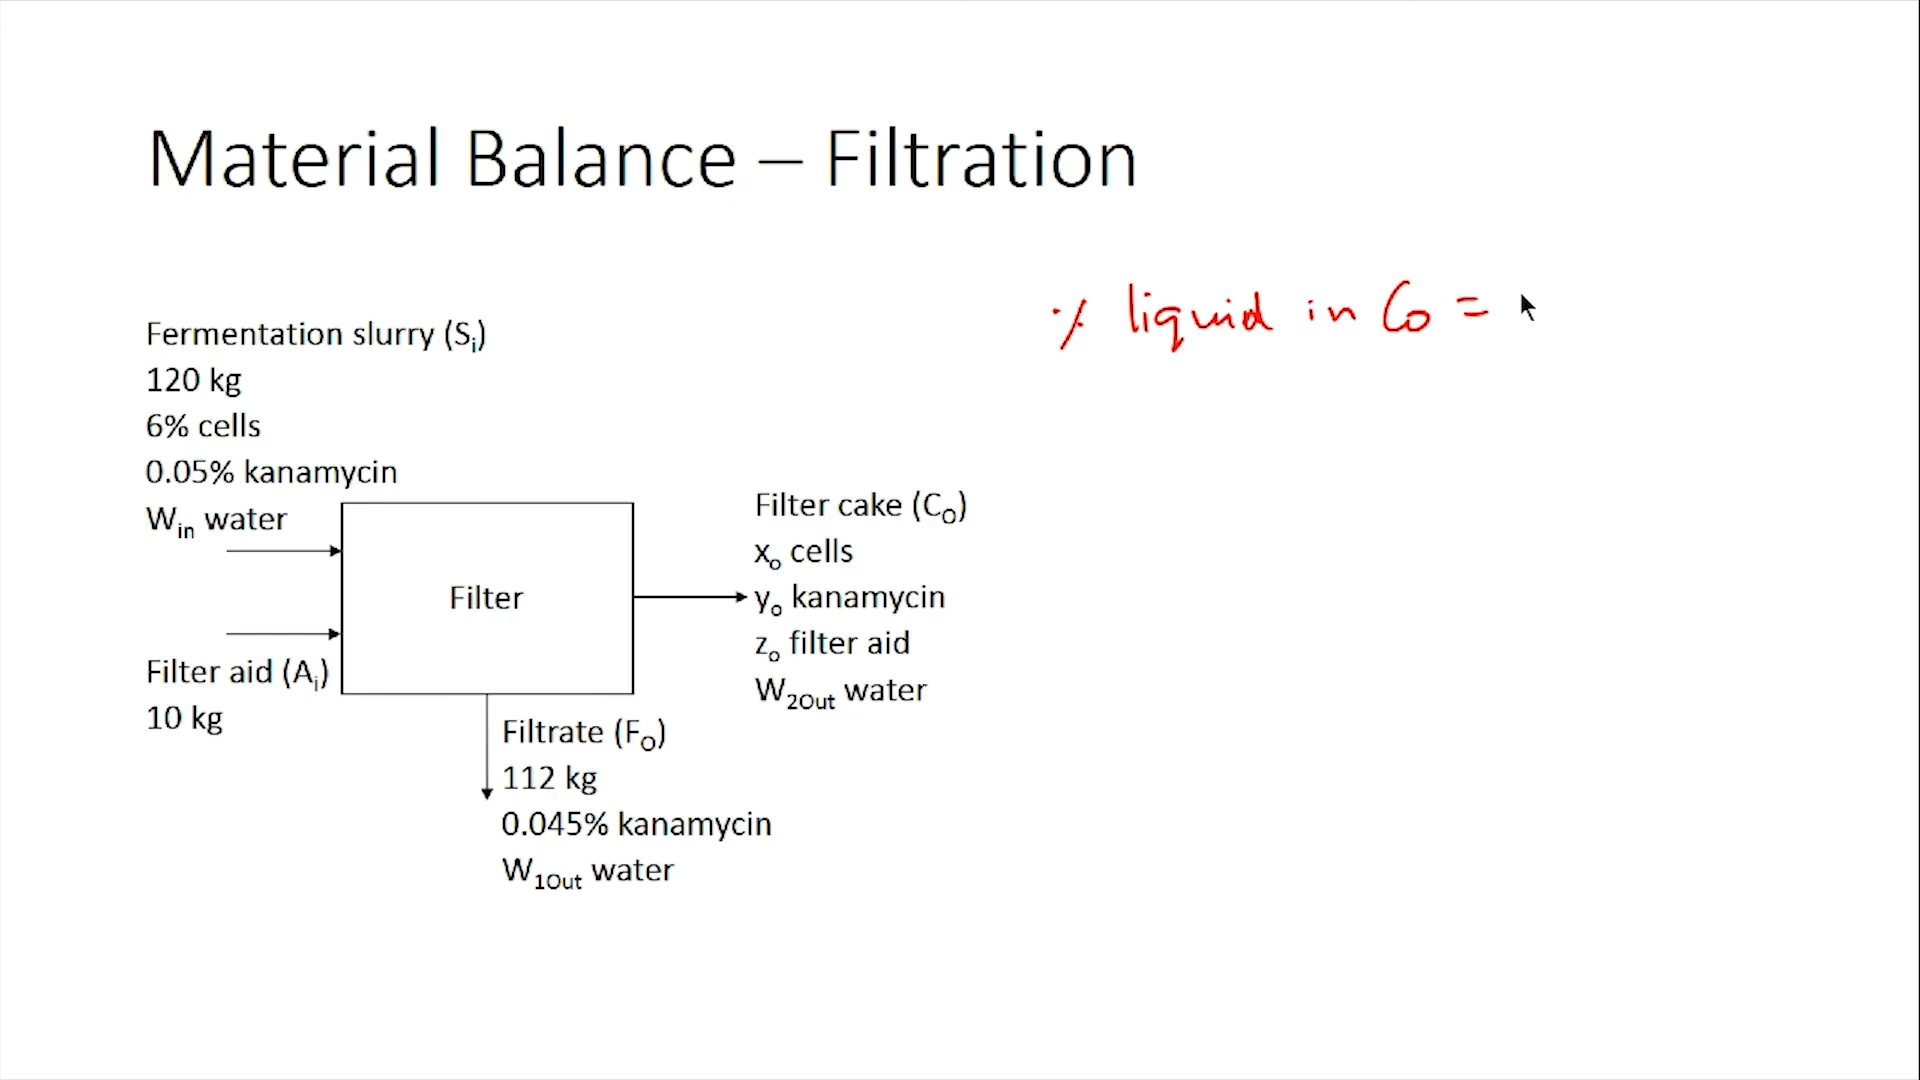 Material Balance – Filtration
% liquid in Co =
Fermentation slurry (Si)
120 kg
6% cells
0.05% kanamycin
Win water
Filter
Filter aid (Ai)
10 kg
Filter cake (CO)
xo cells
yo kanamycin
zo filter aid
W2Out water
Filtrate (FO)
112 kg
0.045% kanamycin
W1Out water